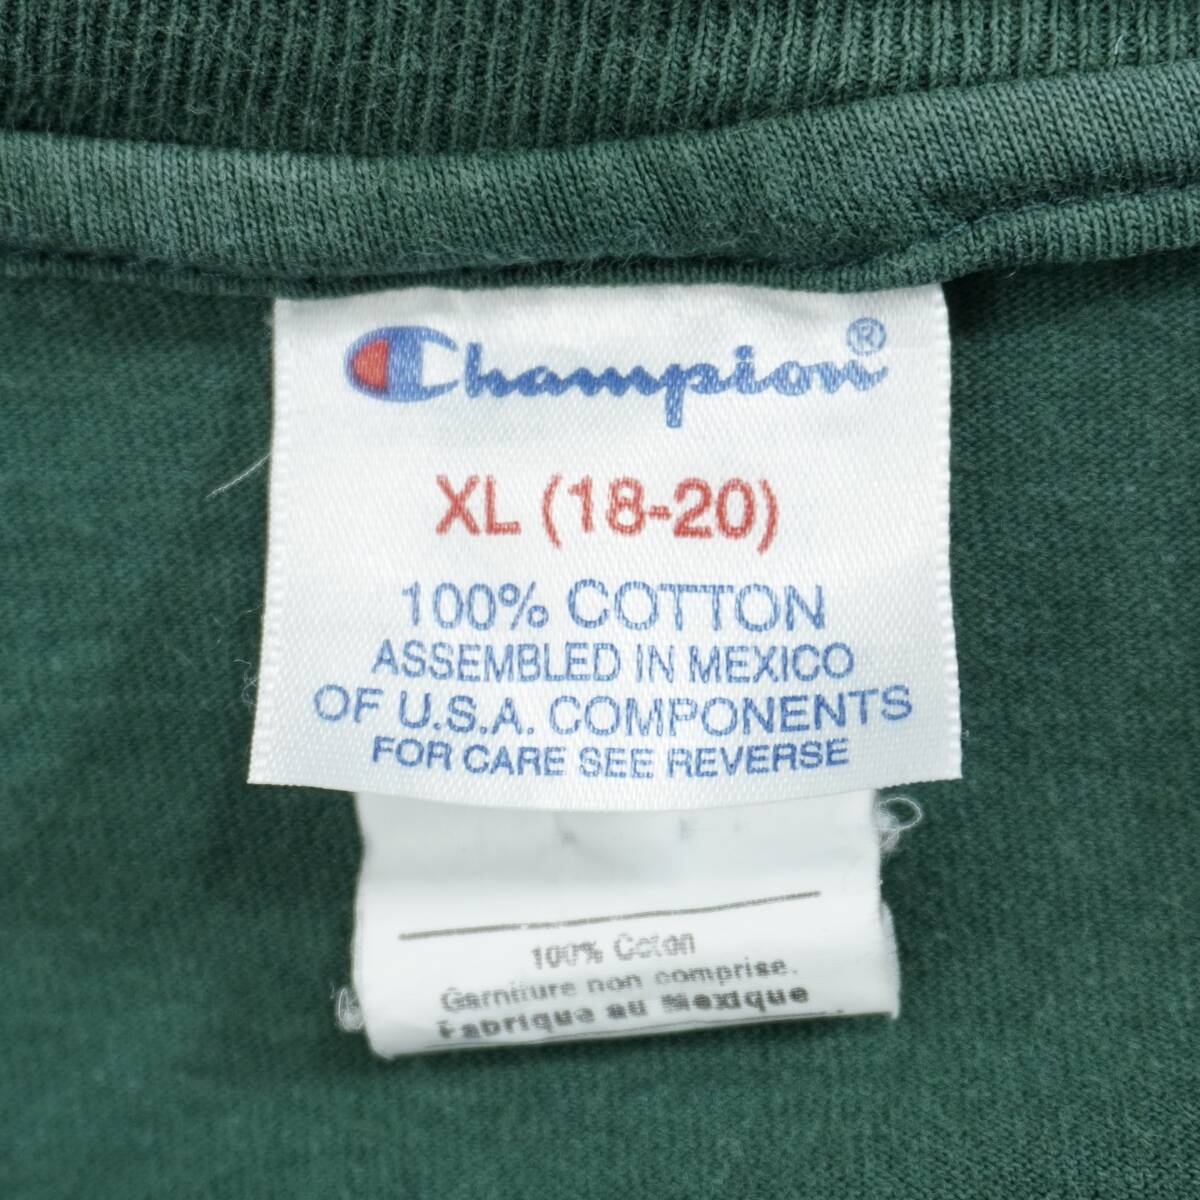 Champion®
XL (18-20)
100% COTTON
ASSEMBLED IN MEXICO
OF U.S.A. COMPONENTS
FOR CARE SEE REVERSE
100% Coton
Garniture non comprise.
Fabrique au Mexique